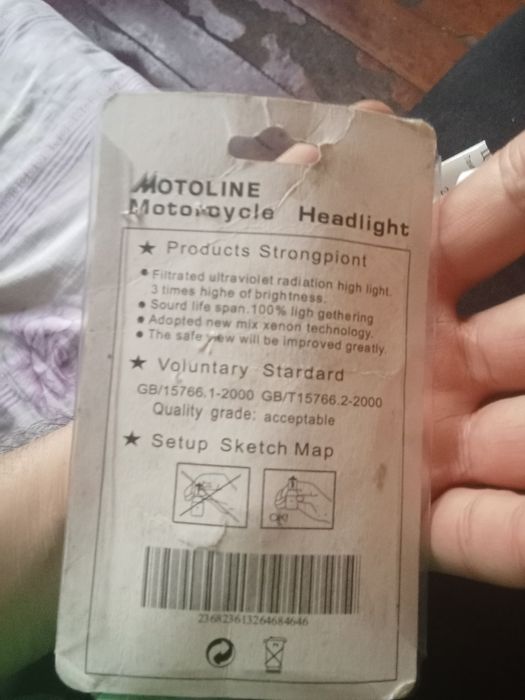 MOTOLINE
Motorcycle Headlight
★ Products Strongpiont
• Filtrated ultraviolet radiation high light.
3 times highe of brightness.
• Sourd life span.100% ligh gethering
• Adopted new mix xenon technology.
• The safe view will be improved greatly.
★ Voluntary Stardard
GB/15766.1-2000 GB/T15766.2-2000
Quality grade: acceptable
★ Setup Sketch Map
OK!
236823613264684646